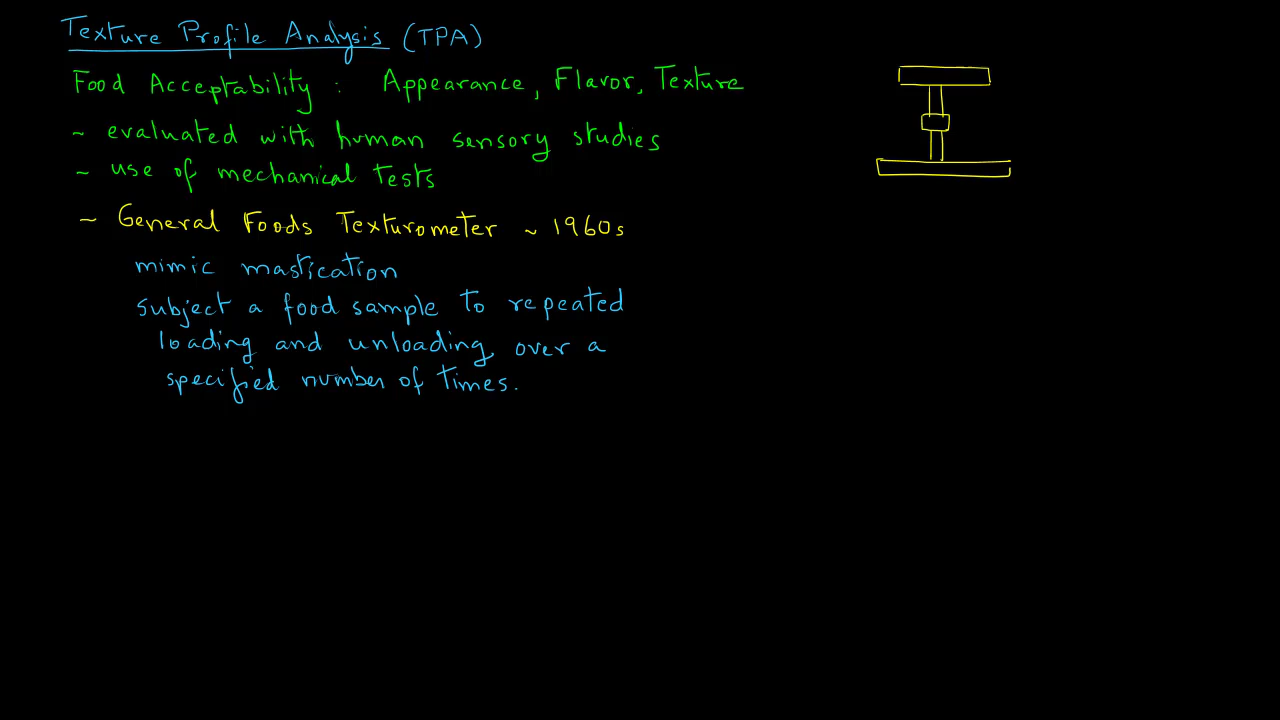 Texture Profile Analysis (TPA)
Food Acceptability : Appearance, Flavor, Texture
~ evaluated with human sensory studies
~ use of mechanical tests
~ General Foods Texturometer ~ 1960s
mimic mastication
subject a food sample to repeated
loading and unloading over a
specified number of times.